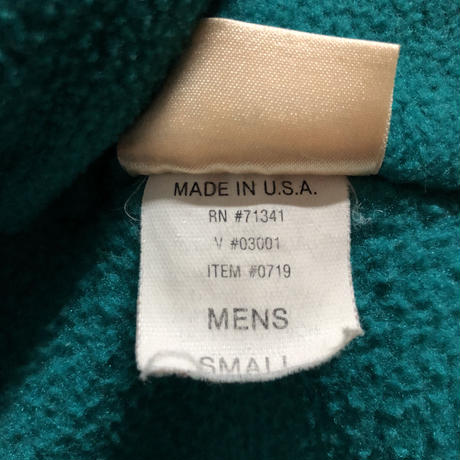 MADE IN U.S.A.
RN #71341
V #03001
ITEM #0719
MENS
SMALL